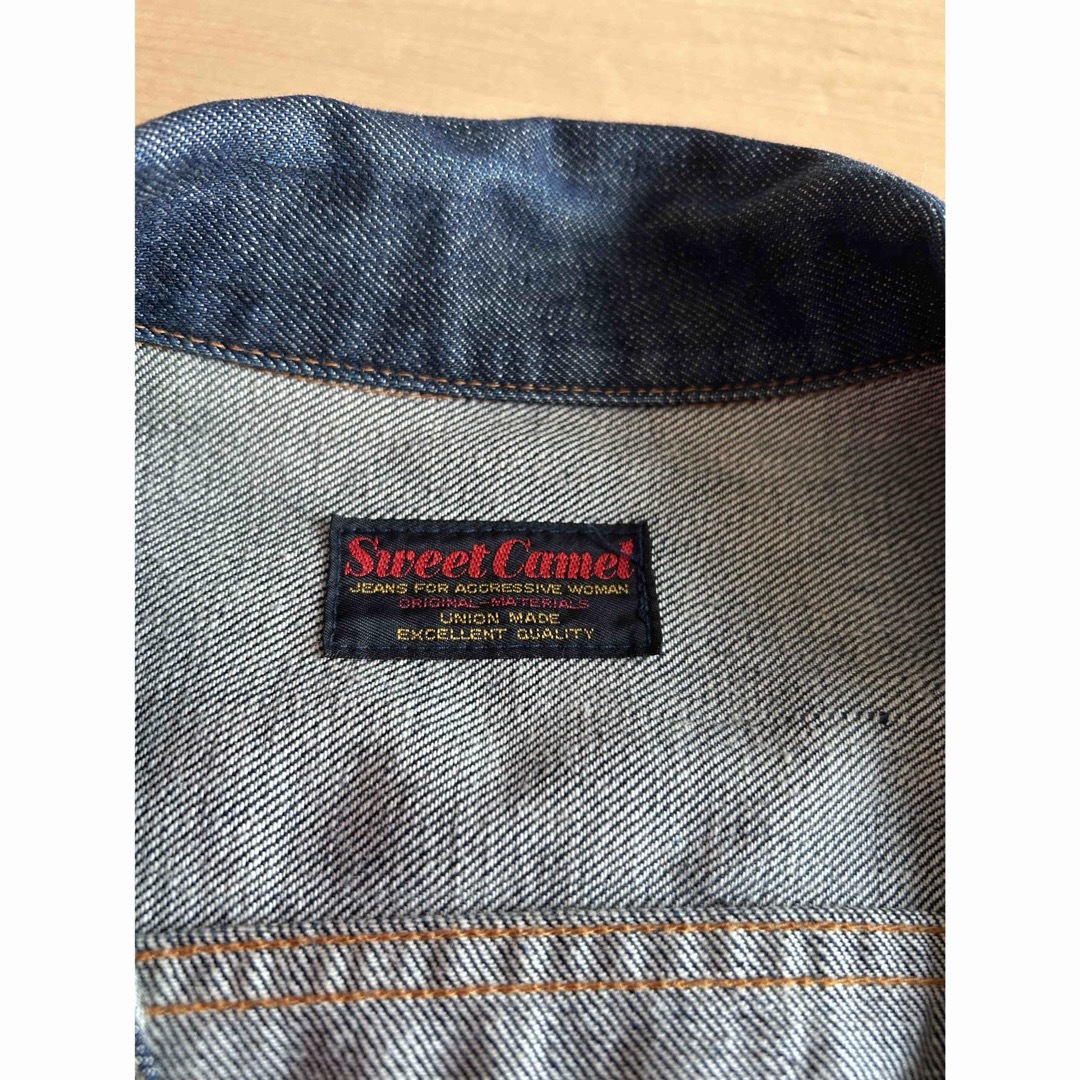 Sweet Camel
JEANS FOR AGGRESSIVE WOMAN
ORIGINAL-MATERIALS
UNION MADE
EXCELLENT QUALITY